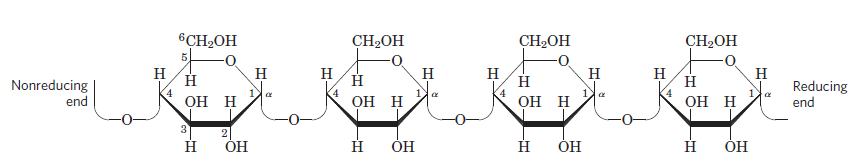 ⁶CH₂OH CH₂OH CH₂OH CH₂OH
5 O O O O
H H H H H H H H
H H H H
Nonreducing
end
Reducing
end
4 1 α 4 1 α 4 1 α 4 1 α
OH H OH H OH H OH H
O O O O
3 2
H OH H OH H OH H OH